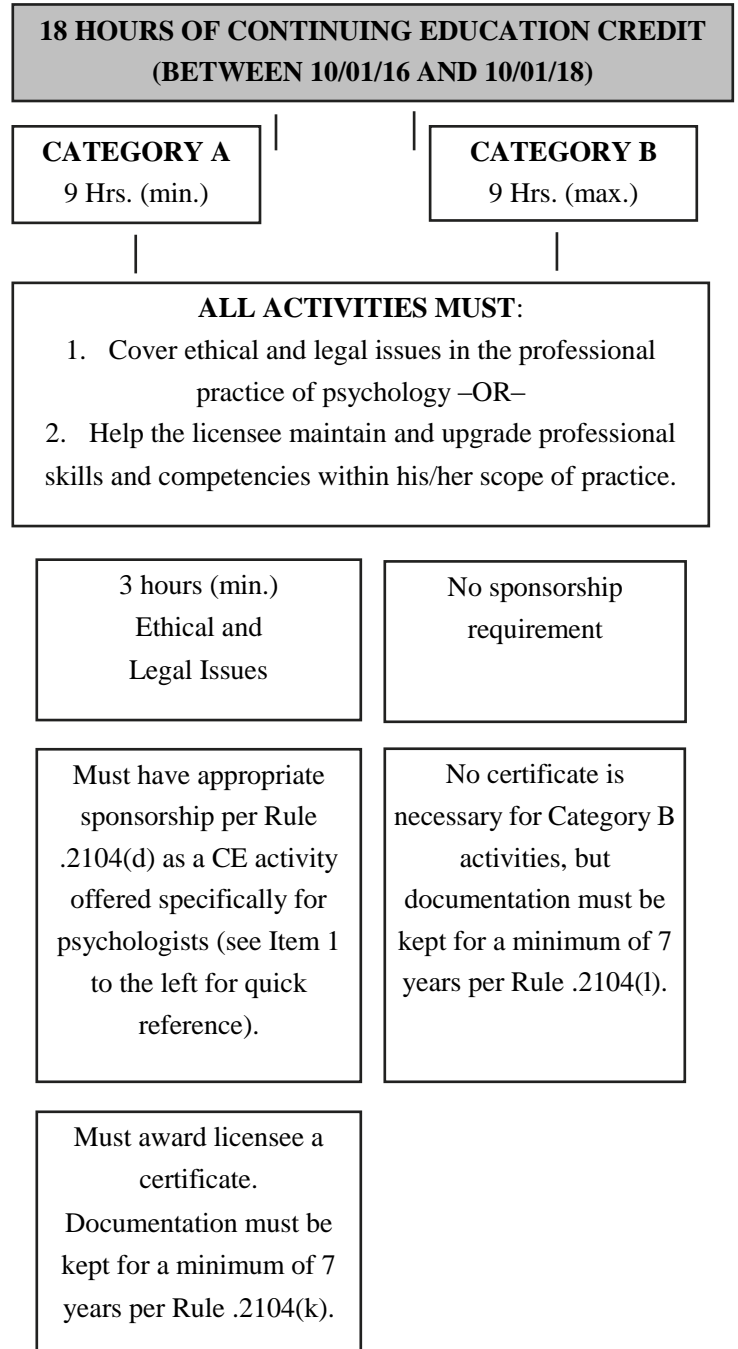 18 HOURS OF CONTINUING EDUCATION CREDIT
(BETWEEN 10/01/16 AND 10/01/18)
CATEGORY A
9 Hrs. (min.)
CATEGORY B
9 Hrs. (max.)
ALL ACTIVITIES MUST:
1. Cover ethical and legal issues in the professional
practice of psychology –OR–
2. Help the licensee maintain and upgrade professional
skills and competencies within his/her scope of practice.
3 hours (min.)
Ethical and
Legal Issues
No sponsorship
requirement
Must have appropriate
sponsorship per Rule
.2104(d) as a CE activity
offered specifically for
psychologists (see Item 1
to the left for quick
reference).
No certificate is
necessary for Category B
activities, but
documentation must be
kept for a minimum of 7
years per Rule .2104(l).
Must award licensee a
certificate.
Documentation must be
kept for a minimum of 7
years per Rule .2104(k).